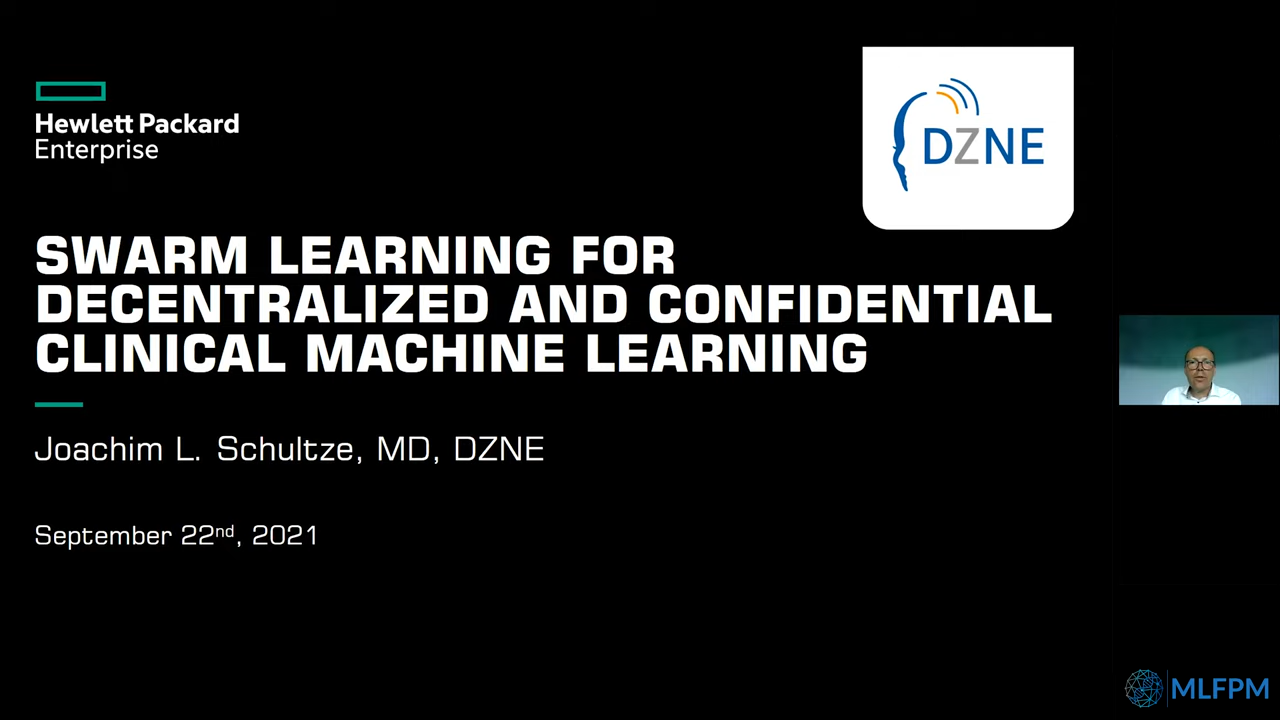 Hewlett Packard
Enterprise
DZNE
SWARM LEARNING FOR
DECENTRALIZED AND CONFIDENTIAL
CLINICAL MACHINE LEARNING
Joachim L. Schultze, MD, DZNE
September 22nd, 2021
MLFPM